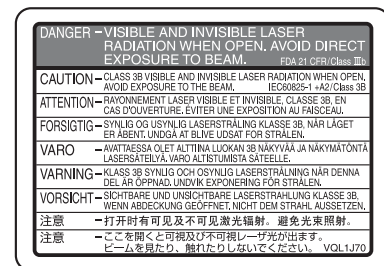 DANGER – VISIBLE AND INVISIBLE LASER
RADIATION WHEN OPEN. AVOID DIRECT
EXPOSURE TO BEAM. FDA 21 CFR/Class IIIb
CAUTION – CLASS 3B VISIBLE AND INVISIBLE LASER RADIATION WHEN OPEN.
AVOID EXPOSURE TO THE BEAM. IEC60825-1 +A2/Class 3B
ATTENTION – RAYONNEMENT LASER VISIBLE ET INVISIBLE, CLASSE 3B, EN
CAS D'OUVERTURE. ÉVITER UNE EXPOSITION AU FAISCEAU.
FORSIGTIG – SYNLIG OG USYNLIG LASERSTRÅLING KLASSE 3B, NÅR LÅGET
ER ÅBENT. UNDGÅ AT BLIVE UDSAT FOR STRÅLEN.
VARO – AVATTAESSA OLET ALTTIINA LUOKAN 3B NÄKYVÄÄ JA NÄKYMÄTÖNTÄ
LASERSÄTEILYÄ. VARO ALTISTUMISTA SÄTEELLE.
VARNING – KLASS 3B SYNLIG OCH OSYNLIG LASERSTRÅLNING NÄR DENNA
DEL ÄR ÖPPNAD. UNDVIK EXPONERING FÖR STRÅLEN.
VORSICHT – SICHTBARE UND UNSICHTBARE LASERSTRAHLUNG KLASSE 3B,
WENN ABDECKUNG GEÖFFNET, NICHT DEM STRAHL AUSSETZEN.
注意 – 打开时有可见及不可见激光辐射。避免光束照射。
注意 – ここを開くと可視及び不可視レーザ光が出ます。
ビームを見たり、触れたりしないでください。 VQL1J70